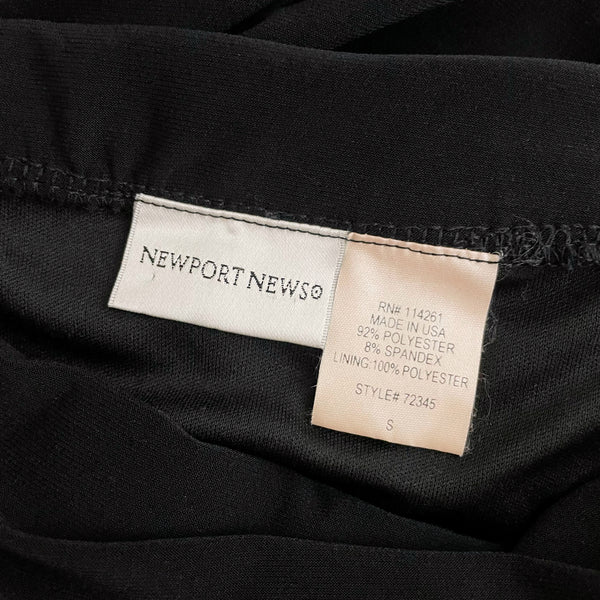 NEWPORT NEWS
RN# 114261
MADE IN USA
92% POLYESTER
8% SPANDEX
LINING:100% POLYESTER
STYLE# 72345
S